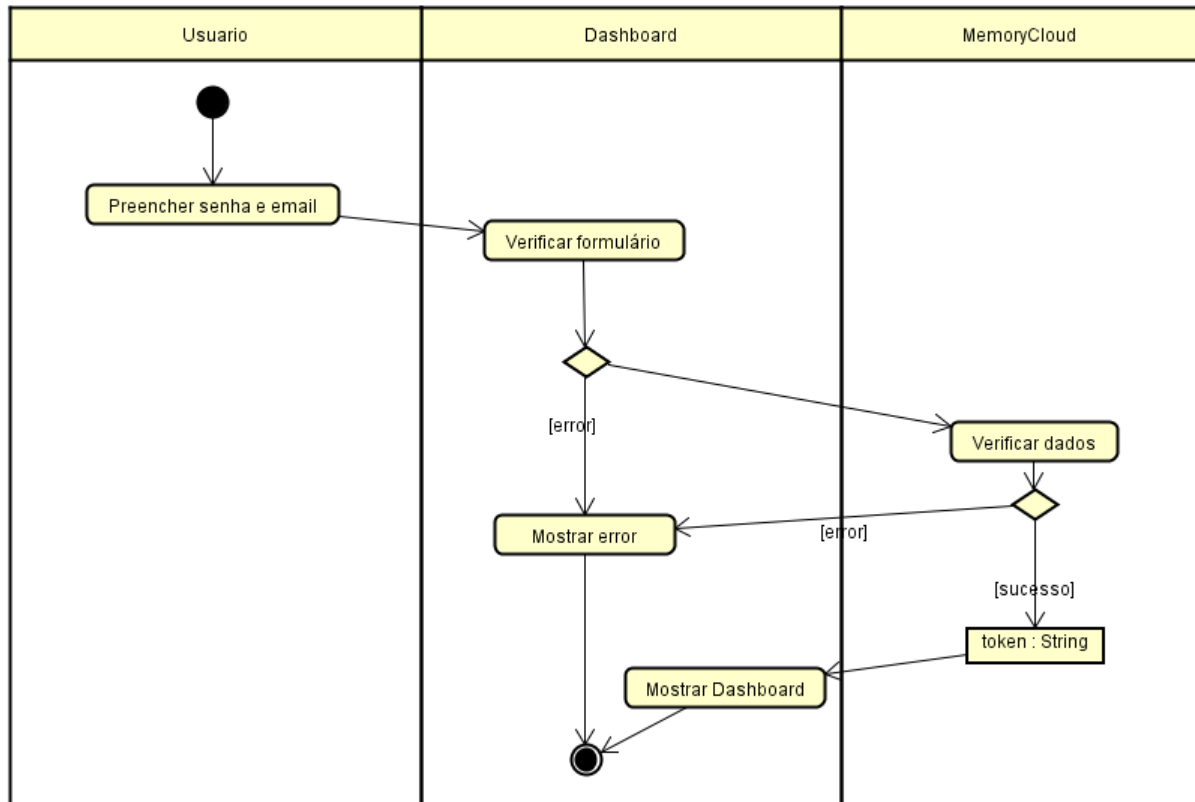 Usuario
Dashboard
MemoryCloud
Preencher senha e email
Verificar formulário
[error]
Verificar dados
Mostrar error
[error]
[sucesso]
token : String
Mostrar Dashboard